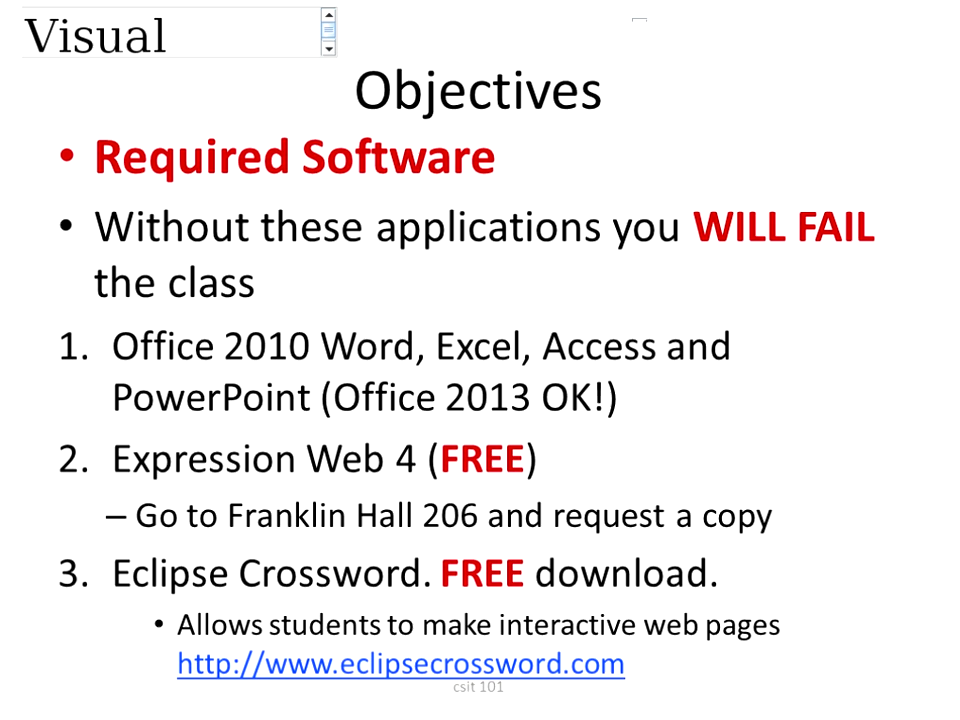 Visual
Objectives
• Required Software
• Without these applications you WILL FAIL
the class
1. Office 2010 Word, Excel, Access and
PowerPoint (Office 2013 OK!)
2. Expression Web 4 (FREE)
– Go to Franklin Hall 206 and request a copy
3. Eclipse Crossword. FREE download.
• Allows students to make interactive web pages
http://www.eclipsecrossword.com
csit 101